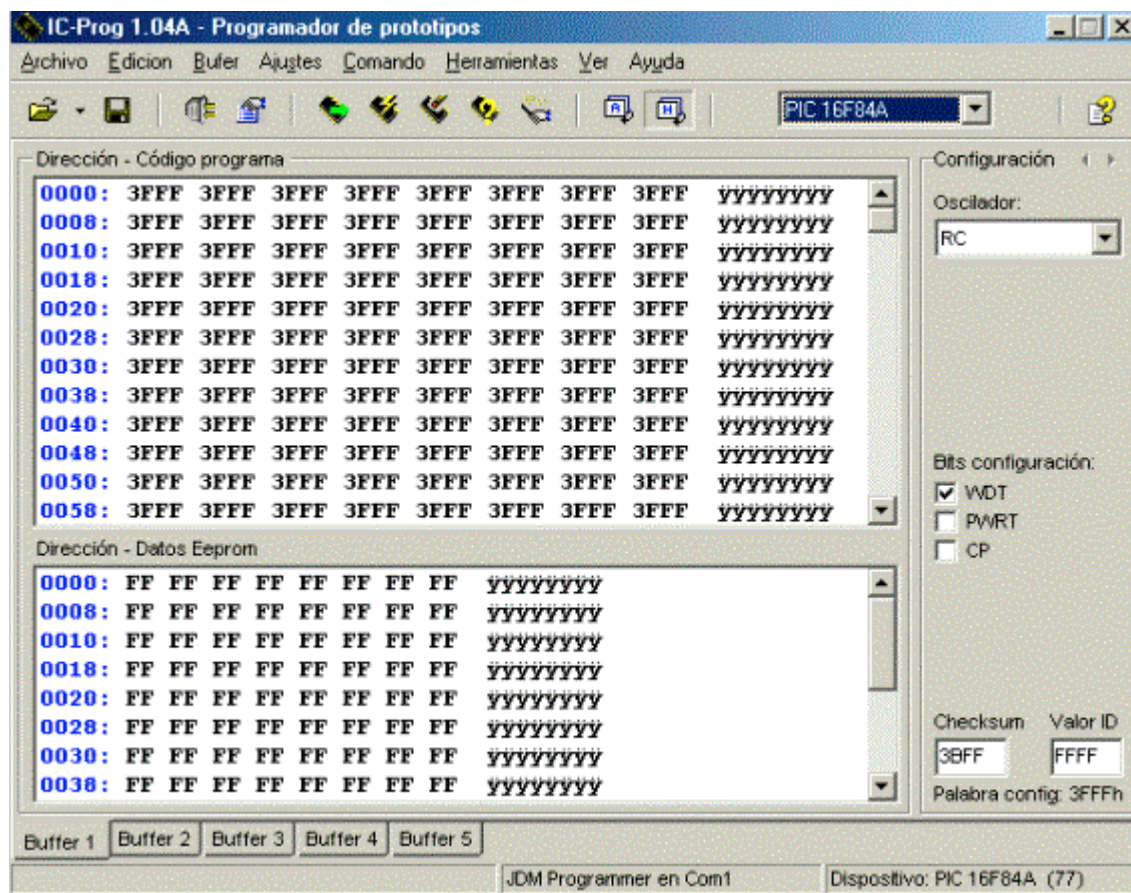 IC-Prog 1.04A - Programador de prototipos
Archivo Edicion Bufer Ajustes Comando Herramientas Ver Ayuda
PIC 16F84A
Dirección - Código programa
0000: 3FFF 3FFF 3FFF 3FFF 3FFF 3FFF 3FFF 3FFF ÿÿÿÿÿÿÿÿ
0008: 3FFF 3FFF 3FFF 3FFF 3FFF 3FFF 3FFF 3FFF ÿÿÿÿÿÿÿÿ
0010: 3FFF 3FFF 3FFF 3FFF 3FFF 3FFF 3FFF 3FFF ÿÿÿÿÿÿÿÿ
0018: 3FFF 3FFF 3FFF 3FFF 3FFF 3FFF 3FFF 3FFF ÿÿÿÿÿÿÿÿ
0020: 3FFF 3FFF 3FFF 3FFF 3FFF 3FFF 3FFF 3FFF ÿÿÿÿÿÿÿÿ
0028: 3FFF 3FFF 3FFF 3FFF 3FFF 3FFF 3FFF 3FFF ÿÿÿÿÿÿÿÿ
0030: 3FFF 3FFF 3FFF 3FFF 3FFF 3FFF 3FFF 3FFF ÿÿÿÿÿÿÿÿ
0038: 3FFF 3FFF 3FFF 3FFF 3FFF 3FFF 3FFF 3FFF ÿÿÿÿÿÿÿÿ
0040: 3FFF 3FFF 3FFF 3FFF 3FFF 3FFF 3FFF 3FFF ÿÿÿÿÿÿÿÿ
0048: 3FFF 3FFF 3FFF 3FFF 3FFF 3FFF 3FFF 3FFF ÿÿÿÿÿÿÿÿ
0050: 3FFF 3FFF 3FFF 3FFF 3FFF 3FFF 3FFF 3FFF ÿÿÿÿÿÿÿÿ
0058: 3FFF 3FFF 3FFF 3FFF 3FFF 3FFF 3FFF 3FFF ÿÿÿÿÿÿÿÿ
Dirección - Datos Eeprom
0000: FF FF FF FF FF FF FF FF ÿÿÿÿÿÿÿÿ
0008: FF FF FF FF FF FF FF FF ÿÿÿÿÿÿÿÿ
0010: FF FF FF FF FF FF FF FF ÿÿÿÿÿÿÿÿ
0018: FF FF FF FF FF FF FF FF ÿÿÿÿÿÿÿÿ
0020: FF FF FF FF FF FF FF FF ÿÿÿÿÿÿÿÿ
0028: FF FF FF FF FF FF FF FF ÿÿÿÿÿÿÿÿ
0030: FF FF FF FF FF FF FF FF ÿÿÿÿÿÿÿÿ
0038: FF FF FF FF FF FF FF FF ÿÿÿÿÿÿÿÿ
Configuración
Oscilador:
RC
Bits configuración:
WDT
PWRT
CP
Checksum Valor ID
3BFF FFFF
Palabra config: 3FFFh
Buffer 1 Buffer 2 Buffer 3 Buffer 4 Buffer 5
JDM Programmer en Com1 Dispositivo: PIC 16F84A (77)